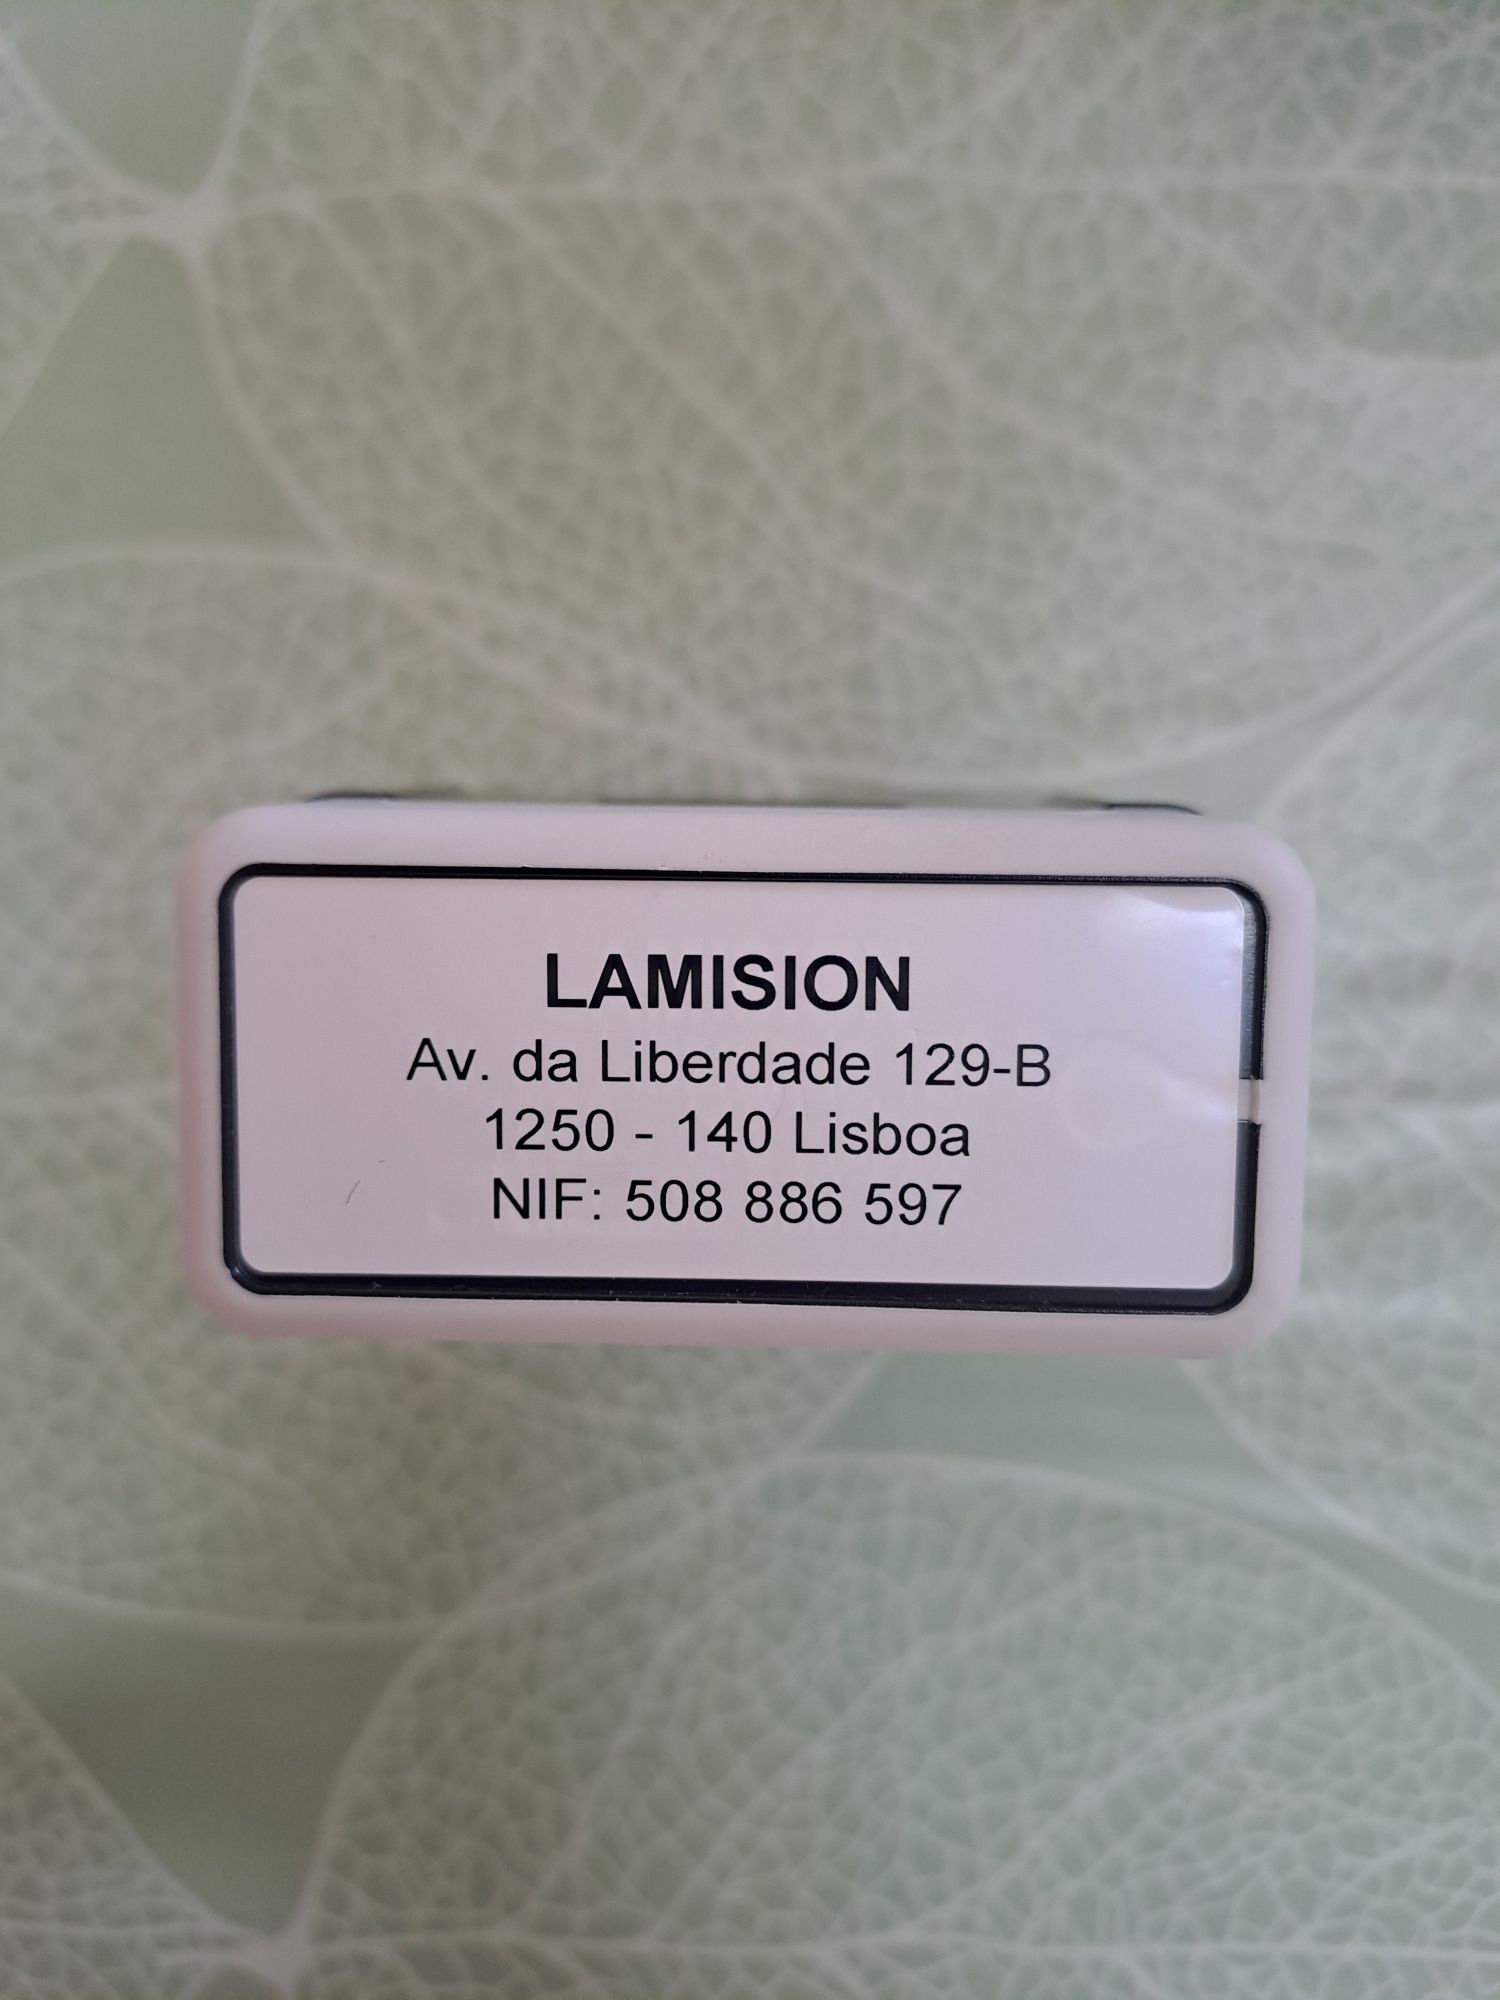 LAMISION
Av. da Liberdade 129-B
1250 - 140 Lisboa
NIF: 508 886 597